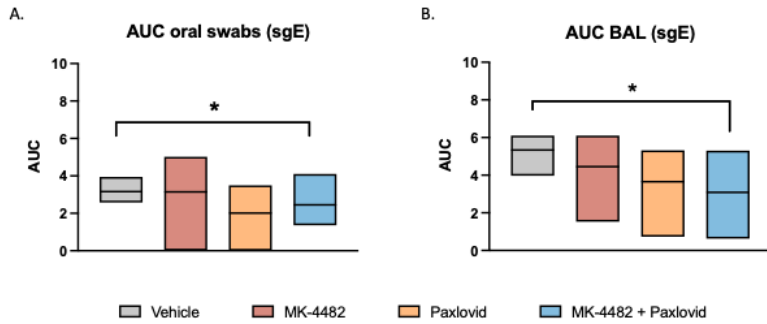 A.
AUC oral swabs (sgE)
10
8
6
4
2
0
AUC
*
B.
AUC BAL (sgE)
10
8
6
4
2
0
AUC
*
Vehicle
MK-4482
Paxlovid
MK-4482 + Paxlovid